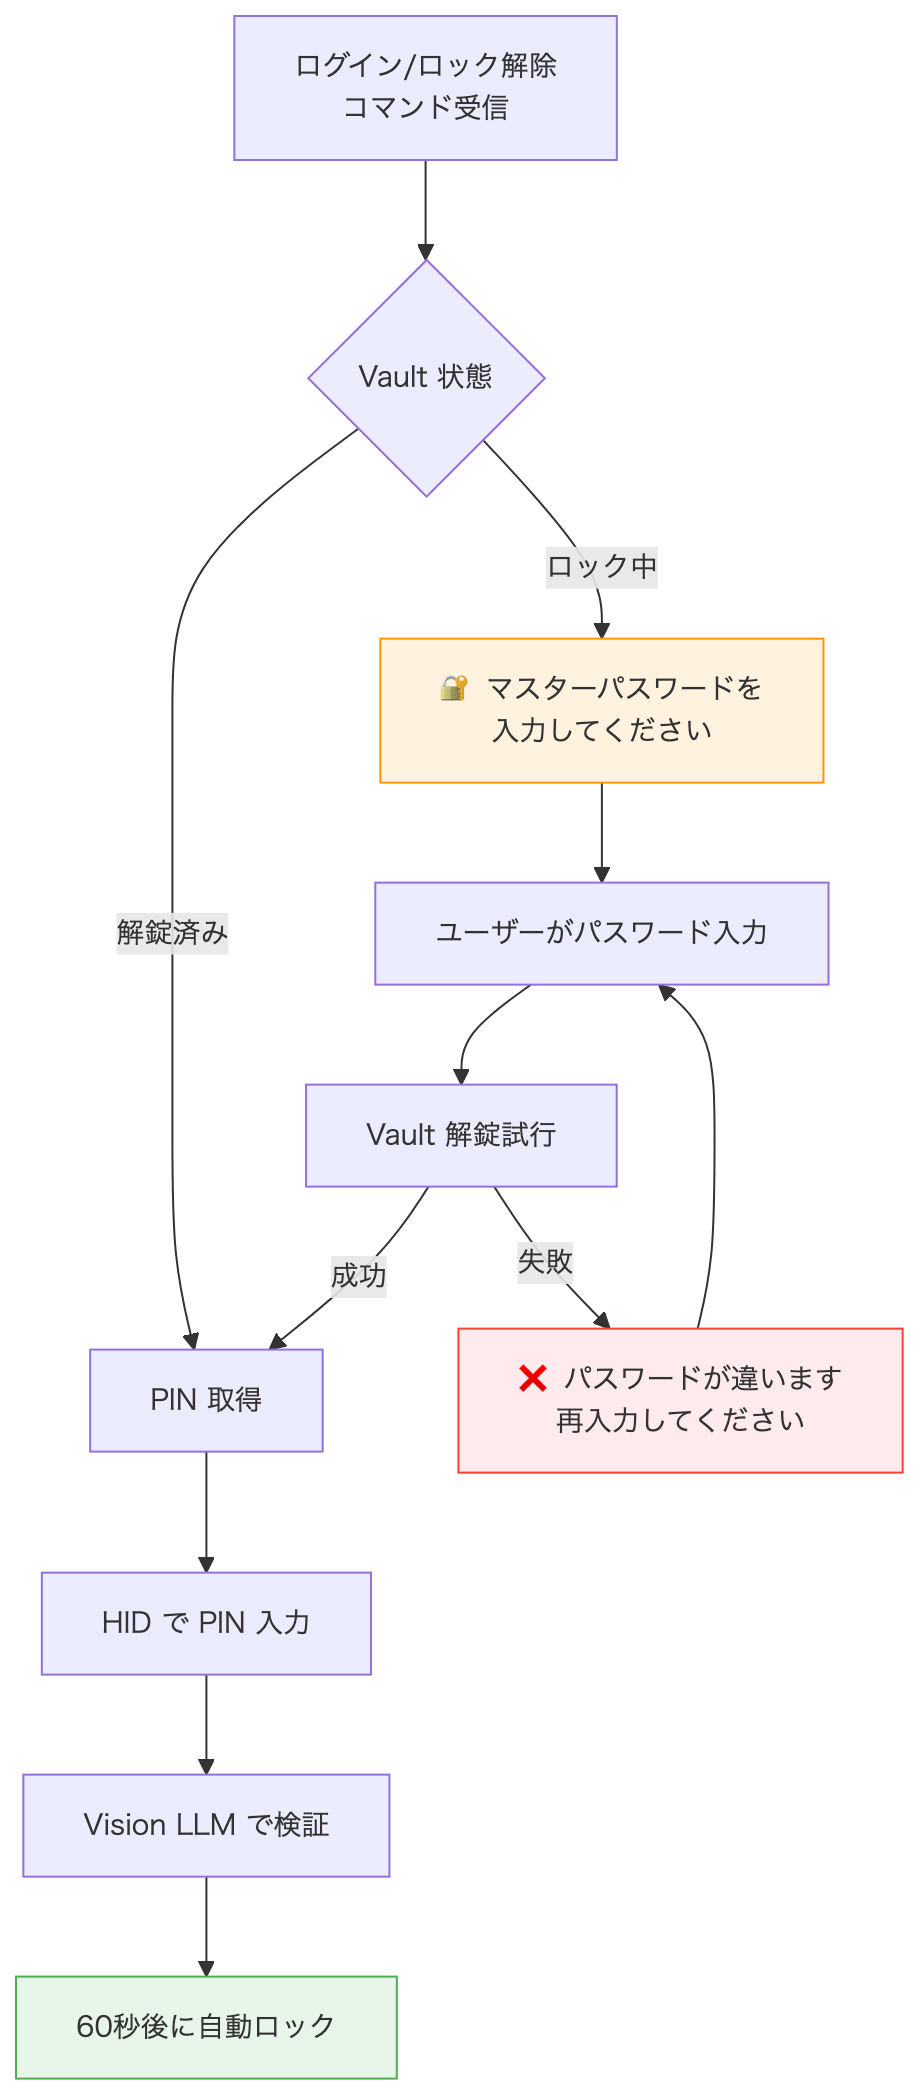 ログイン/ロック解除
コマンド受信
Vault 状態
ロック中
🔐 マスターパスワードを
入力してください
解錠済み
ユーザーがパスワード入力
Vault 解錠試行
成功
失敗
PIN 取得
❌ パスワードが違います
再入力してください
HID で PIN 入力
Vision LLM で検証
60秒後に自動ロック